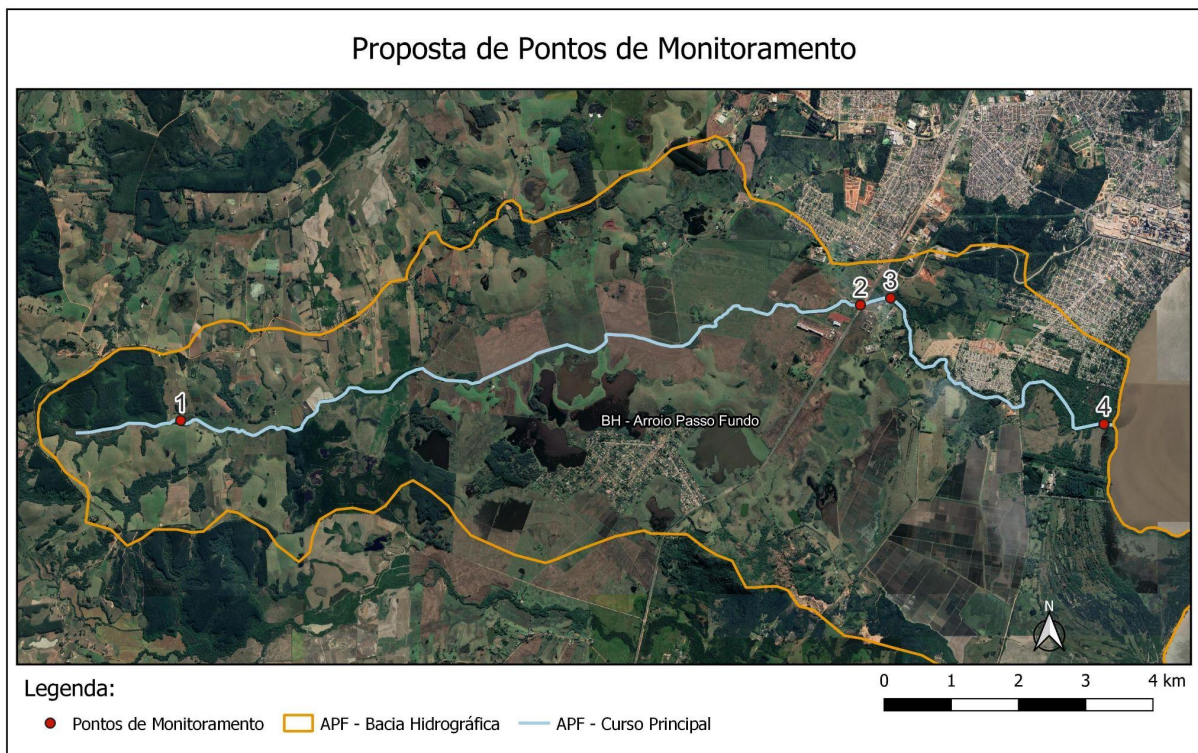 Proposta de Pontos de Monitoramento
1
2
3
BH - Arroio Passo Fundo
4
N
Legenda:
Pontos de Monitoramento
APF - Bacia Hidrográfica
APF - Curso Principal
0 1 2 3 4 km